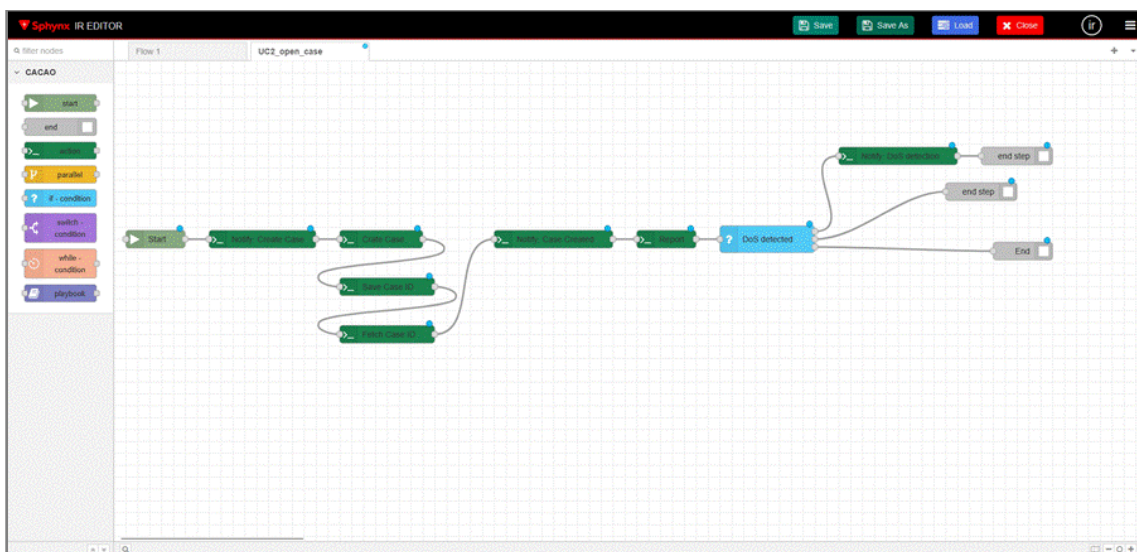 Sphynx IR EDITOR
Save
Save As
Load
Close
ir
filter nodes
Flow 1
UC2_open_case
CACAO
start
end
action
parallel
if - condition
switch -
condition
while -
condition
playbook
Start
Notify: Create Case
Create Case
Save Case ID
Fetch Case ID
Notify: Case Created
Report
DoS detected
Notify: DoS detection
end step
end step
End